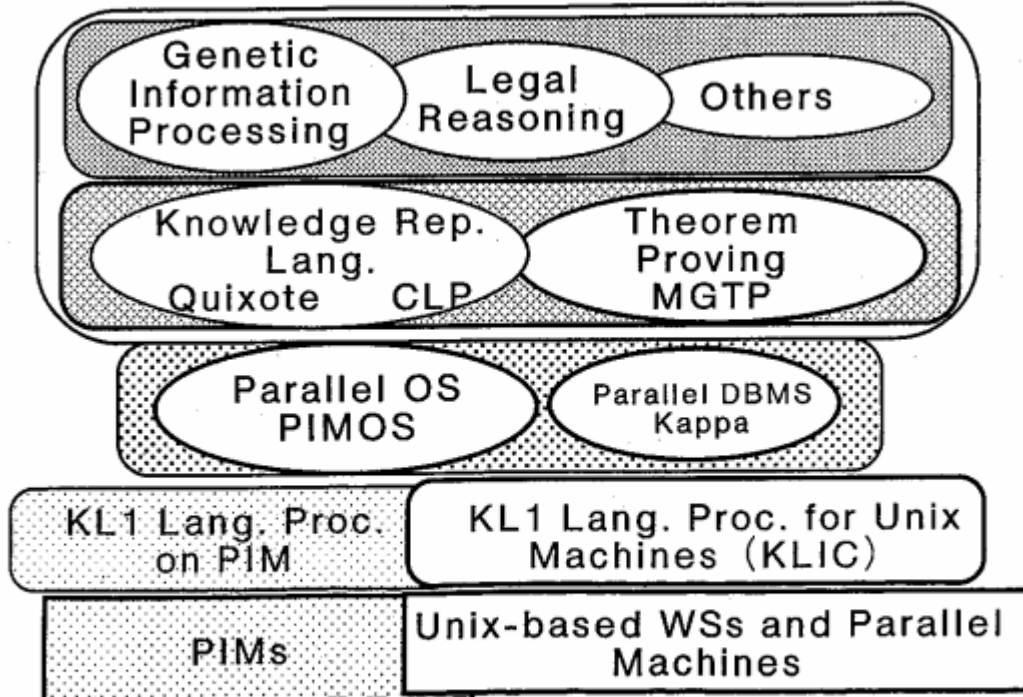 Genetic
Information
Processing
Legal
Reasoning
Others
Knowledge Rep.
Lang.
Quixote CLP
Theorem
Proving
MGTP
Parallel OS
PIMOS
Parallel DBMS
Kappa
KL1 Lang. Proc.
on PIM
KL1 Lang. Proc. for Unix
Machines (KLIC)
PIMs
Unix-based WSs and Parallel
Machines